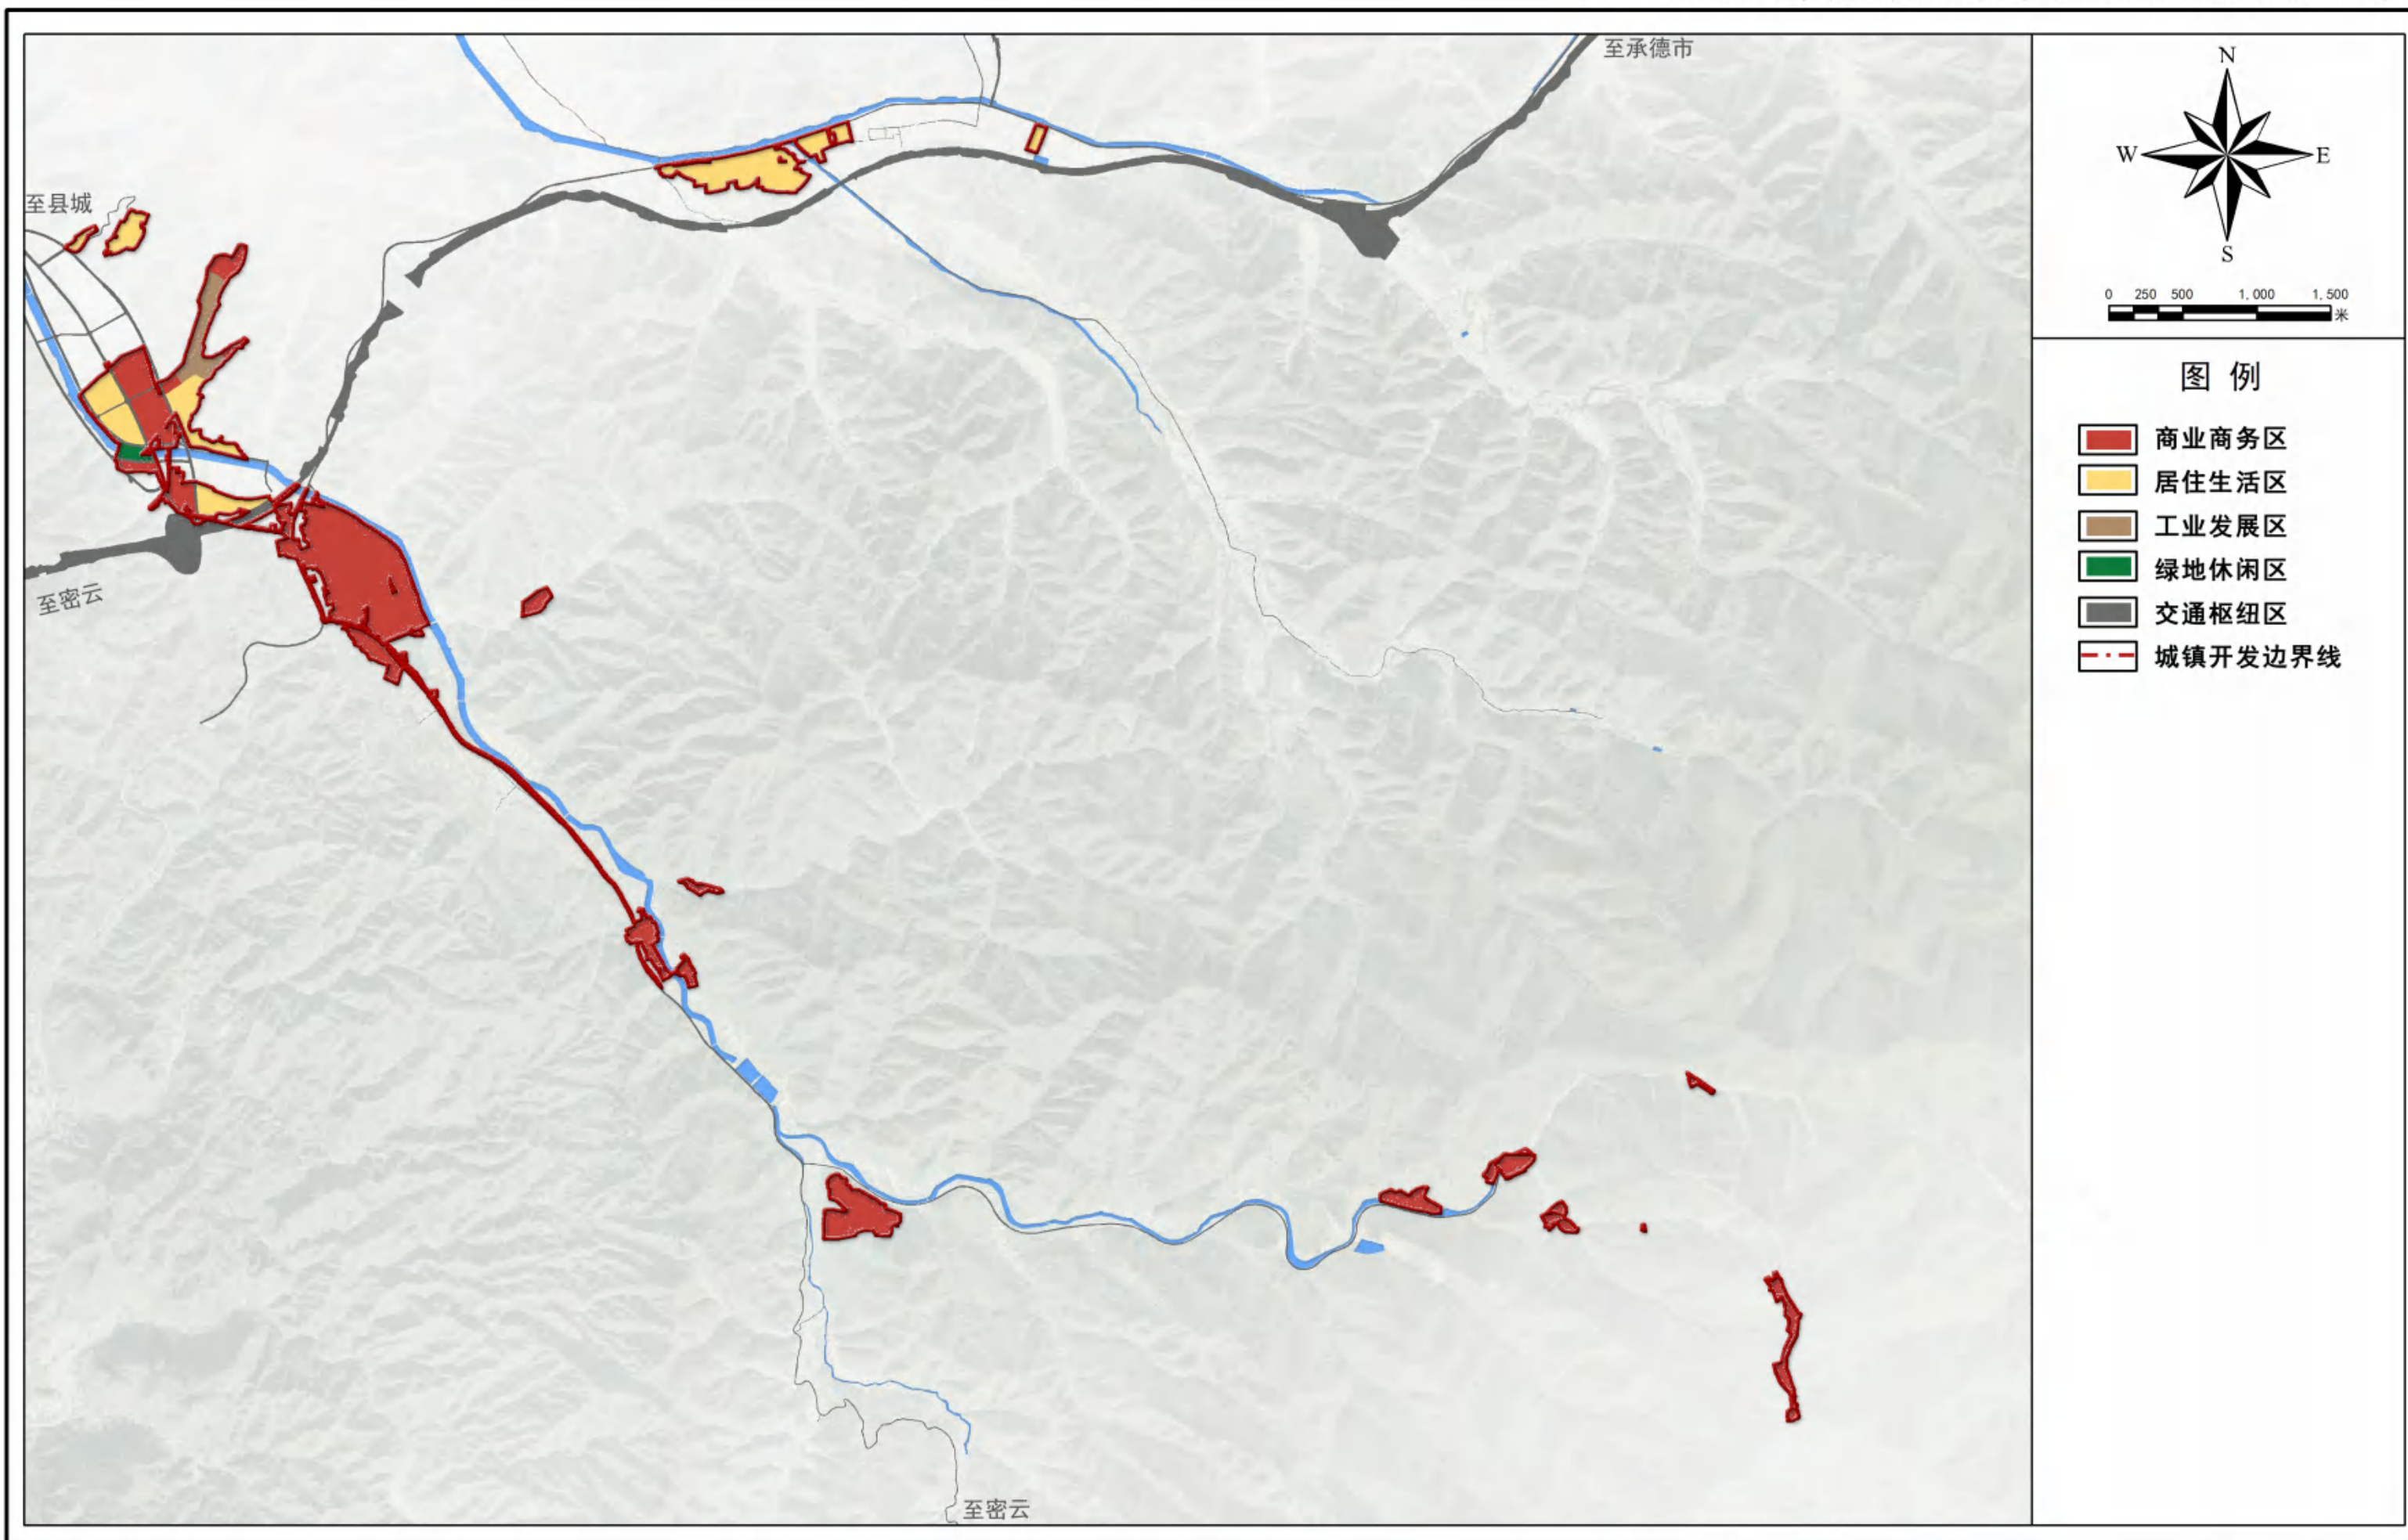 至承德市
至县城
至密云
至密云
N
W
E
S
0 250 500 1,000 1,500
米
图 例
商业商务区
居住生活区
工业发展区
绿地休闲区
交通枢纽区
城镇开发边界线